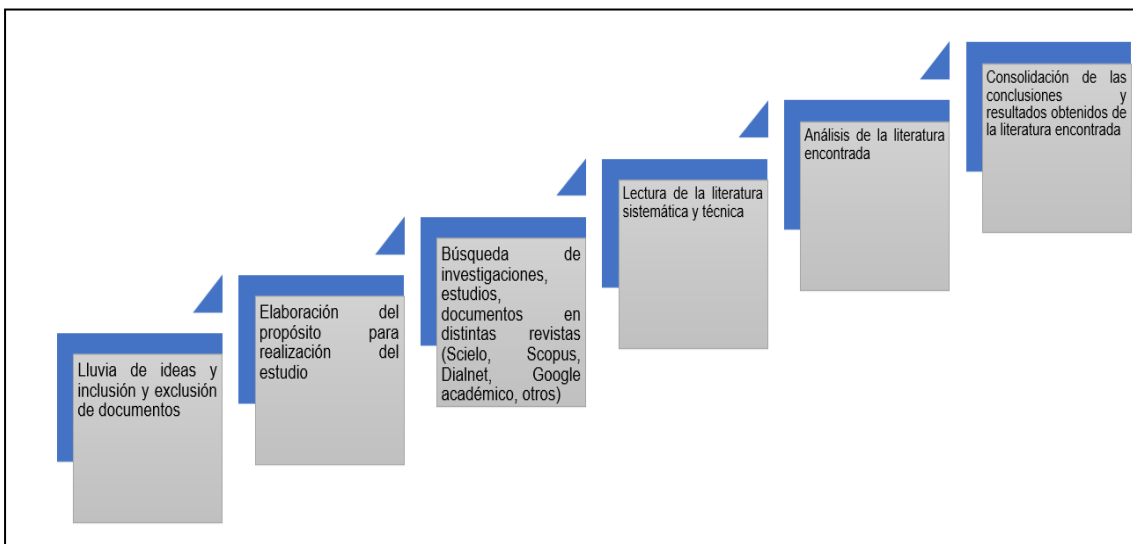 Lluvia de ideas y
inclusión y exclusión
de documentos
Elaboración del
propósito para
realización del
estudio
Búsqueda de
investigaciones,
estudios,
documentos en
distintas revistas
(Scielo, Scopus,
Dialnet, Google
académico, otros)
Lectura de la literatura
sistemática y técnica
Análisis de la literatura
encontrada
Consolidación de las
conclusiones y
resultados obtenidos de
la literatura encontrada